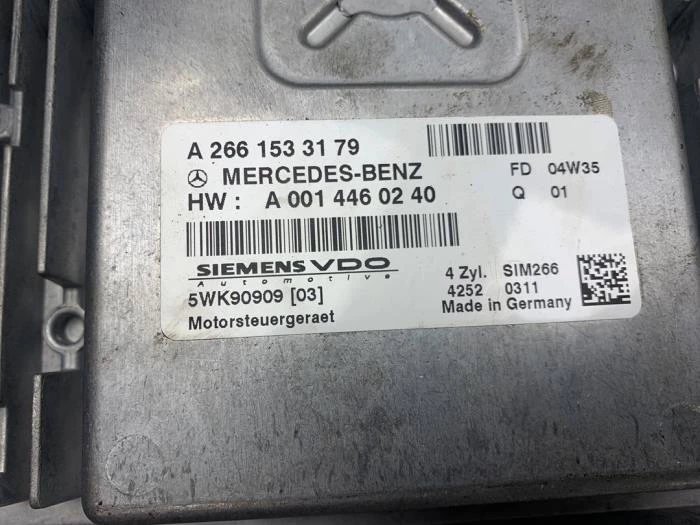 A 266 153 31 79
MERCEDES-BENZ
FD 04W35
HW : A 001 446 02 40
Q 01
SIEMENS VDO
Automotive
4 Zyl. SIM266
5WK90909 [03]
4252 0311
Motorsteuergeraet
Made in Germany